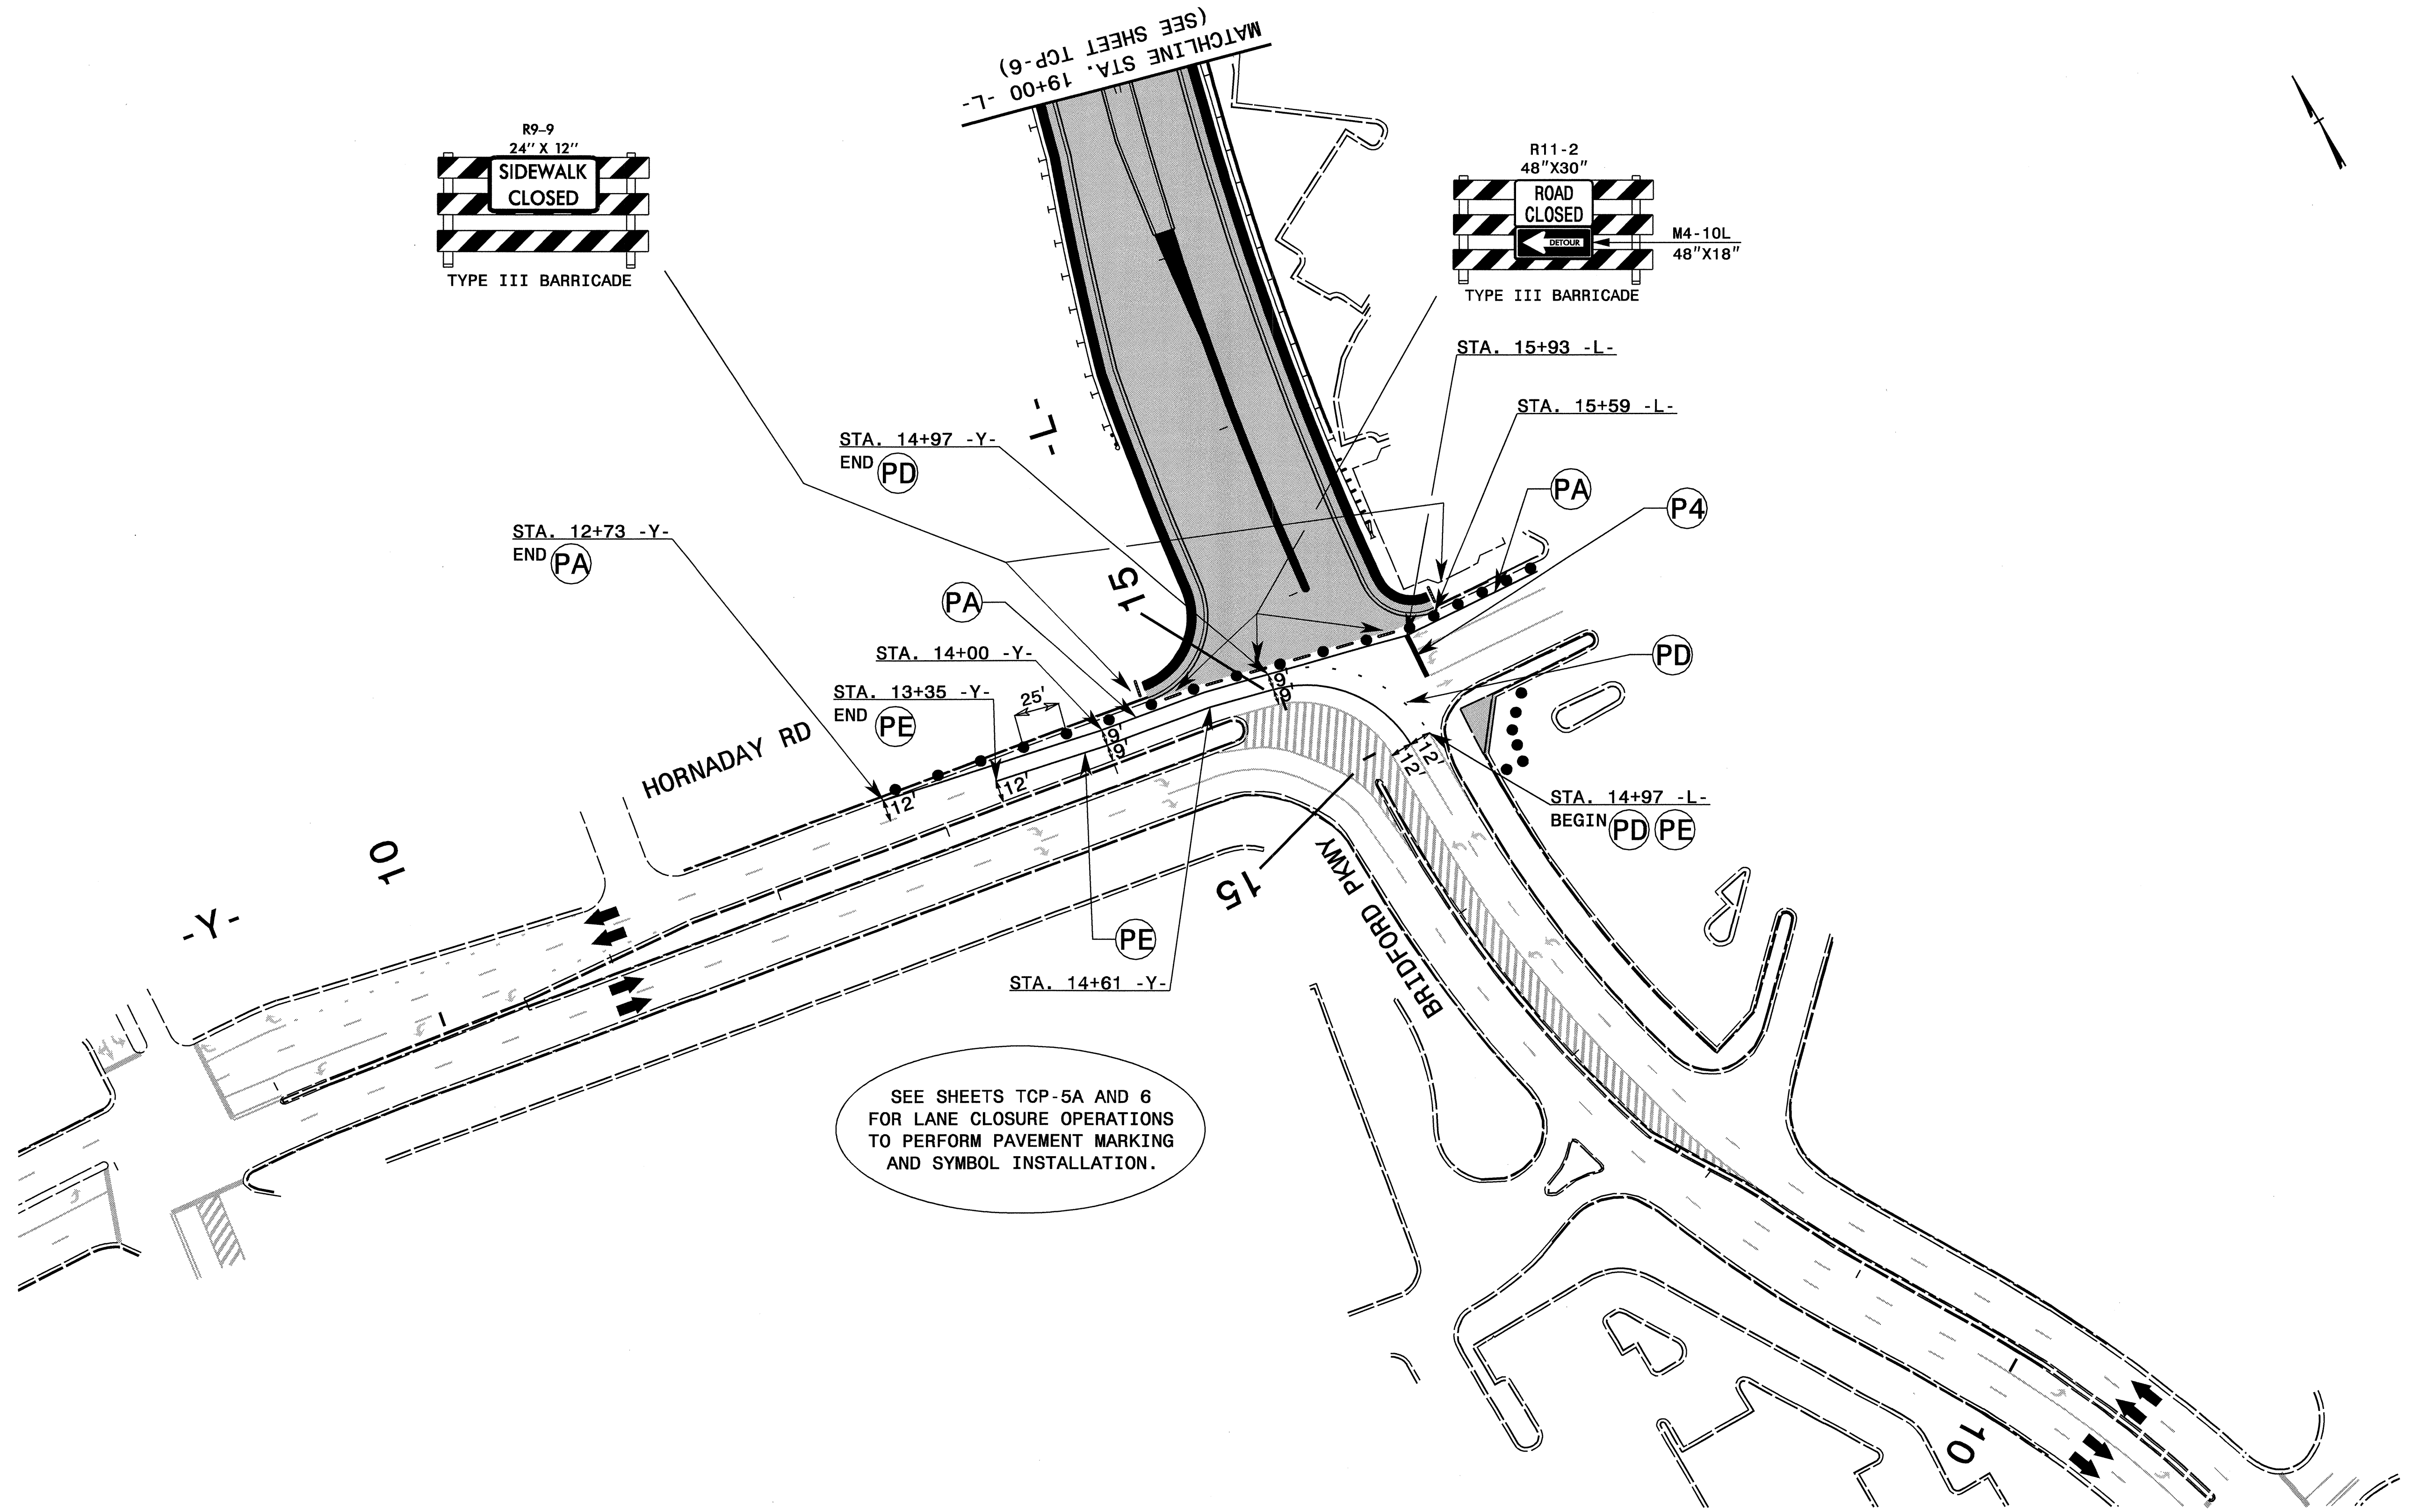 MATCHLINE STA. 19+00 -L-
(SEE SHEET TCP-6)
R9-9
24" X 12"
SIDEWALK
CLOSED
TYPE III BARRICADE
R11-2
48"X30"
ROAD
CLOSED
DETOUR
M4-10L
48"X18"
TYPE III BARRICADE
STA. 15+93 -L-
STA. 15+59 -L-
-L-
STA. 14+97 -Y-
END PD
PA
P4
STA. 12+73 -Y-
END PA
15
PA
STA. 14+00 -Y-
PD
STA. 13+35 -Y-
END PE
25'
9'
9'
9'
9'
12'
12'
12'
12'
HORNADAY RD
STA. 14+97 -L-
BEGIN PD PE
10
-Y-
15
BRIDFORD PKWY
PE
STA. 14+61 -Y-
SEE SHEETS TCP-5A AND 6
FOR LANE CLOSURE OPERATIONS
TO PERFORM PAVEMENT MARKING
AND SYMBOL INSTALLATION.
10